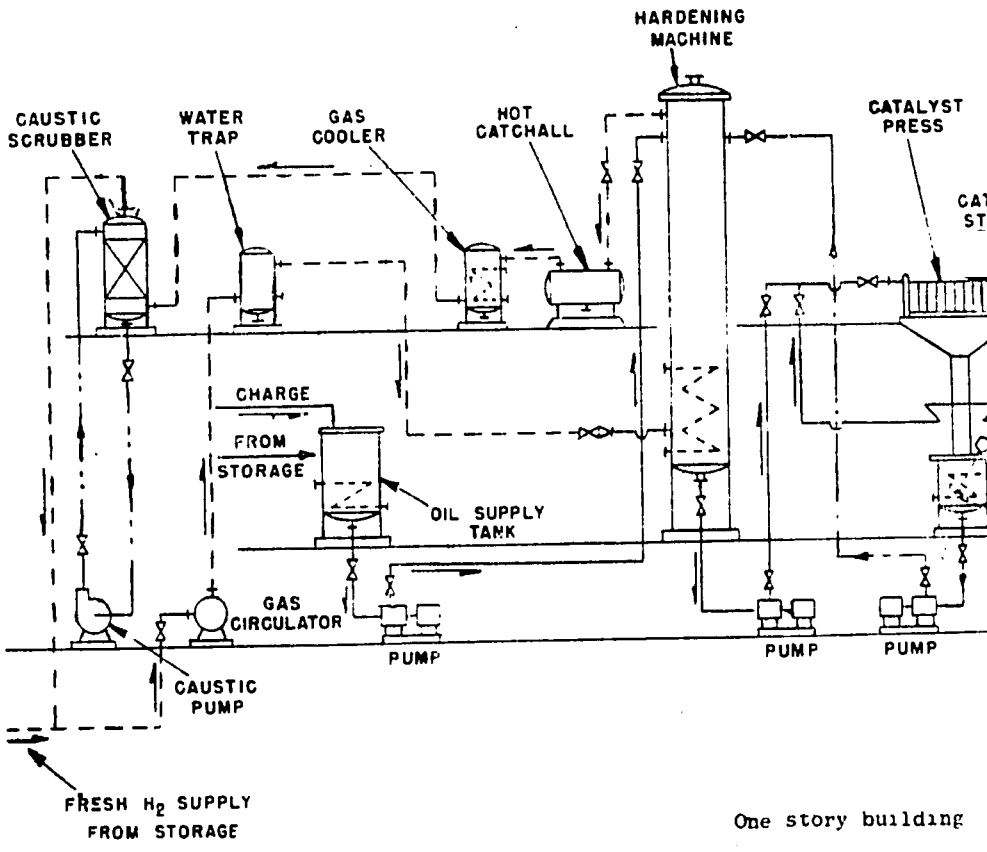 HARDENING
MACHINE
CAUSTIC
SCRUBBER
WATER
TRAP
GAS
COOLER
HOT
CATCHALL
CATALYST
PRESS
CHARGE
FROM
STORAGE
OIL SUPPLY
TANK
GAS
CIRCULATOR
PUMP
PUMP
PUMP
CAUSTIC
PUMP
FRESH H₂ SUPPLY
FROM STORAGE
One story building